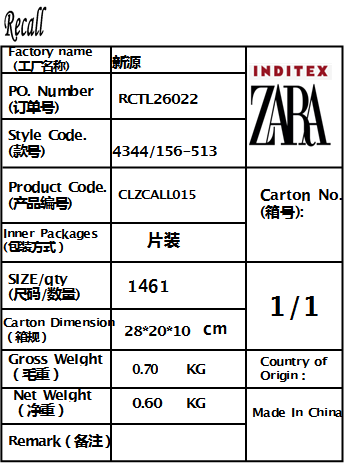 Recall
Factory name
（工厂名称） 新源
INDITEX
ZARA
PO. Number
(订单号) RCTL26022
Style Code.
(款号) 4344/156-513
Product Code.
(产品编号) CLZCALL015
Carton No.
(箱号):
Inner Packages
(包装方式） 片装
SIZE/qty
(尺码/数量) 1461
1/1
Carton Dimension
（箱规） 28*20*10 cm
Gross Weight
（毛重） 0.70 KG
Country of
Origin：
Net Weight
（净重） 0.60 KG
Made In China
Remark（备注）